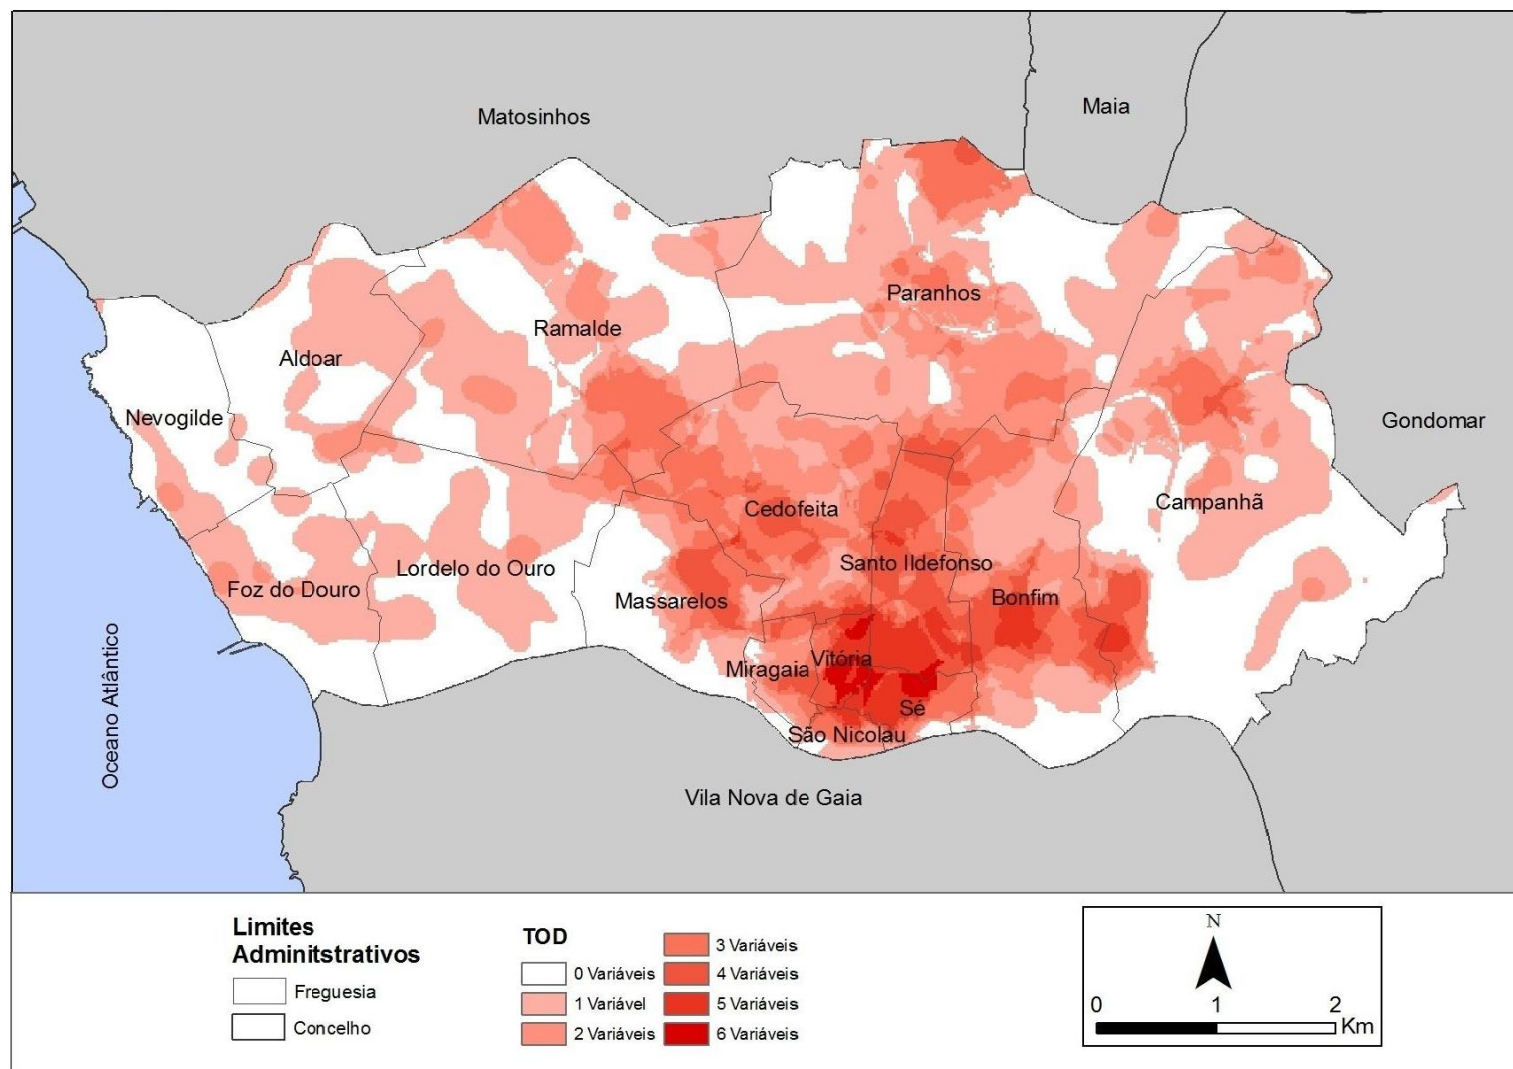 Matosinhos
Maia
Paranhos
Ramalde
Aldoar
Nevogilde
Gondomar
Campanhã
Cedofeita
Santo Ildefonso
Lordelo do Ouro
Foz do Douro
Massarelos
Bonfim
Vitória
Miragaia
Sé
São Nicolau
Oceano Atlântico
Vila Nova de Gaia
Limites
Adminitstrativos
Freguesia
Concelho
TOD
0 Variáveis
1 Variável
2 Variáveis
3 Variáveis
4 Variáveis
5 Variáveis
6 Variáveis
N
0 1 2
Km